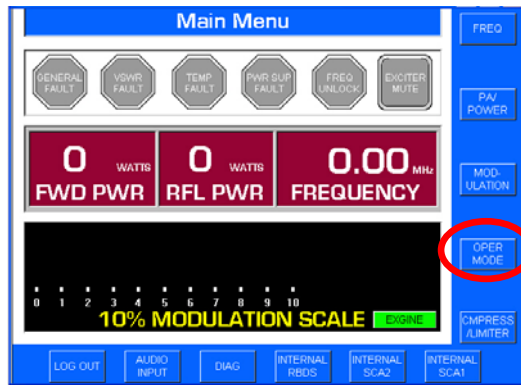 Main Menu
FREQ
GENERAL FAULT
VSWR FAULT
TEMP FAULT
PWR SUP FAULT
FREQ UNLOCK
EXCITER MUTE
PA/ POWER
0 WATTS
FWD PWR
0 WATTS
RFL PWR
0.00 MHz
FREQUENCY
MOD- ULATION
OPER MODE
0 1 2 3 4 5 6 7 8 9 10
10% MODULATION SCALE
EXGINE
CMPRESS /LIMITER
LOG OUT
AUDIO INPUT
DIAG
INTERNAL RBDS
INTERNAL SCA2
INTERNAL SCA1